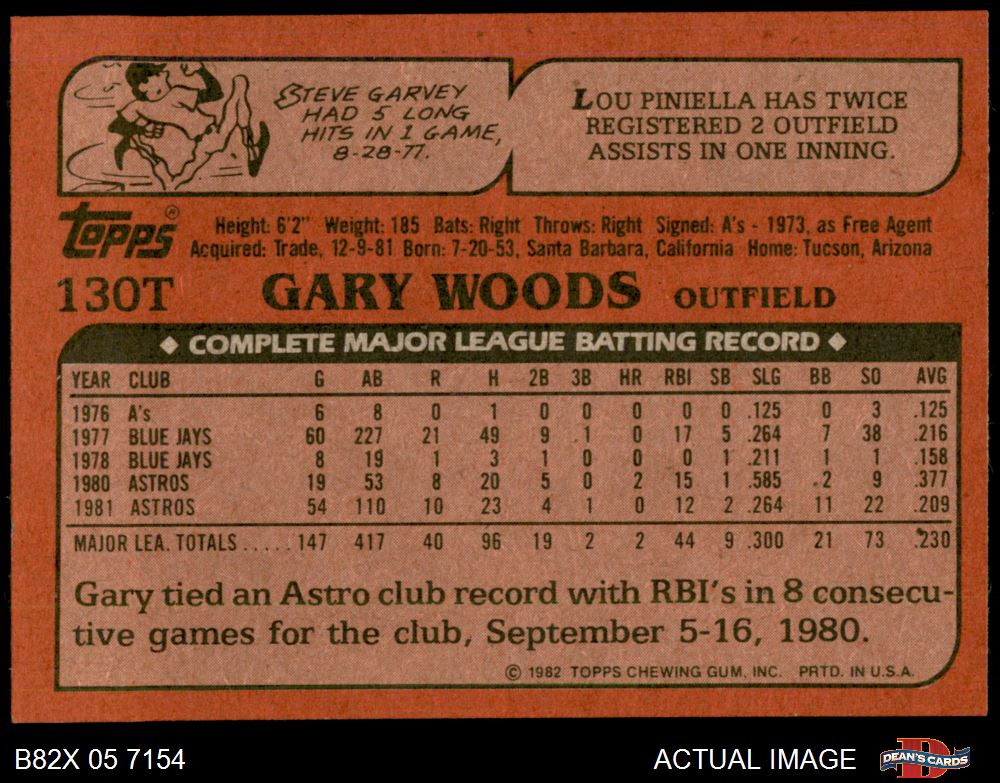 STEVE GARVEY
HAD 5 LONG
HITS IN 1 GAME,
8-28-77.
LOU PINIELLA HAS TWICE
REGISTERED 2 OUTFIELD
ASSISTS IN ONE INNING.
topps®
Height: 6'2" Weight: 185 Bats: Right Throws: Right Signed: A's - 1973, as Free Agent
Acquired: Trade, 12-9-81 Born: 7-20-53, Santa Barbara, California Home: Tucson, Arizona
130T GARY WOODS OUTFIELD
◆ COMPLETE MAJOR LEAGUE BATTING RECORD ◆
YEAR CLUB G AB R H 2B 3B HR RBI SB SLG BB SO AVG
1976 A's 6 8 0 1 0 0 0 0 0 .125 0 3 .125
1977 BLUE JAYS 60 227 21 49 9 .1 0 17 5 .264 7 38 .216
1978 BLUE JAYS 8 19 1 3 1 0 0 0 1 .211 1 1 .158
1980 ASTROS 19 53 8 20 5 0 2 15 1 .585 2 9 .377
1981 ASTROS 54 110 10 23 4 1 0 12 2 .264 11 22 .209
MAJOR LEA. TOTALS ..... 147 417 40 96 19 2 2 44 9 .300 21 73 .230
Gary tied an Astro club record with RBI's in 8 consecu-
tive games for the club, September 5-16, 1980.
© 1982 TOPPS CHEWING GUM, INC. PRTD. IN U.S.A.
B82X 05 7154 ACTUAL IMAGE DEAN'S CARDS